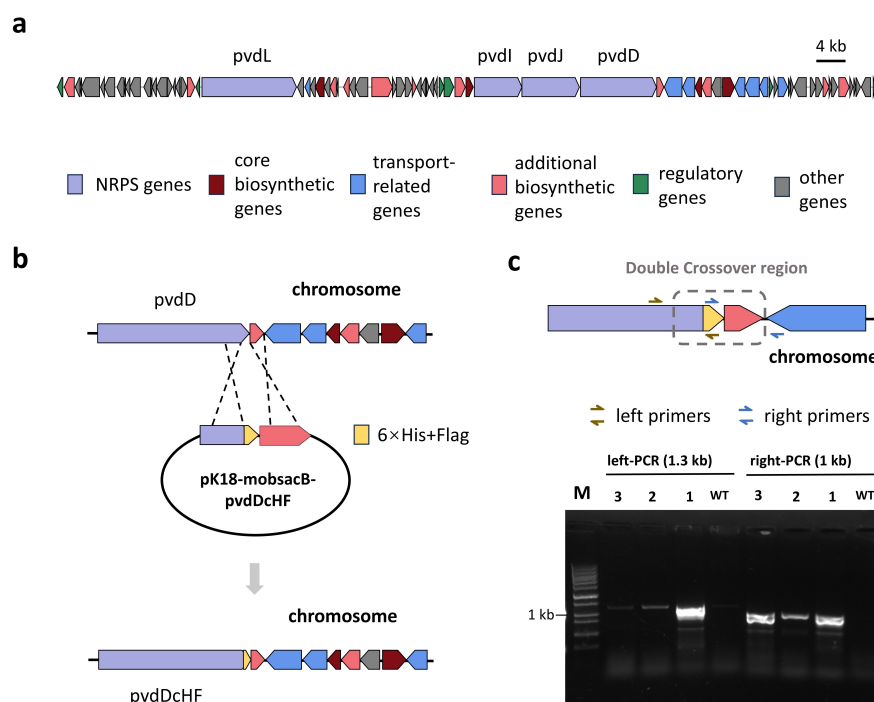 a
pvdL
pvdI
pvdJ
pvdD
4 kb
NRPS genes
core
biosynthetic
genes
transport-
related
genes
additional
biosynthetic
genes
regulatory
genes
other
genes
b
pvdD
chromosome
6×His+Flag
pK18-mobsacB-
pvdDcHF
chromosome
pvdDcHF
c
Double Crossover region
chromosome
left primers
right primers
left-PCR (1.3 kb)
right-PCR (1 kb)
M 3 2 1 WT 3 2 1 WT
1 kb